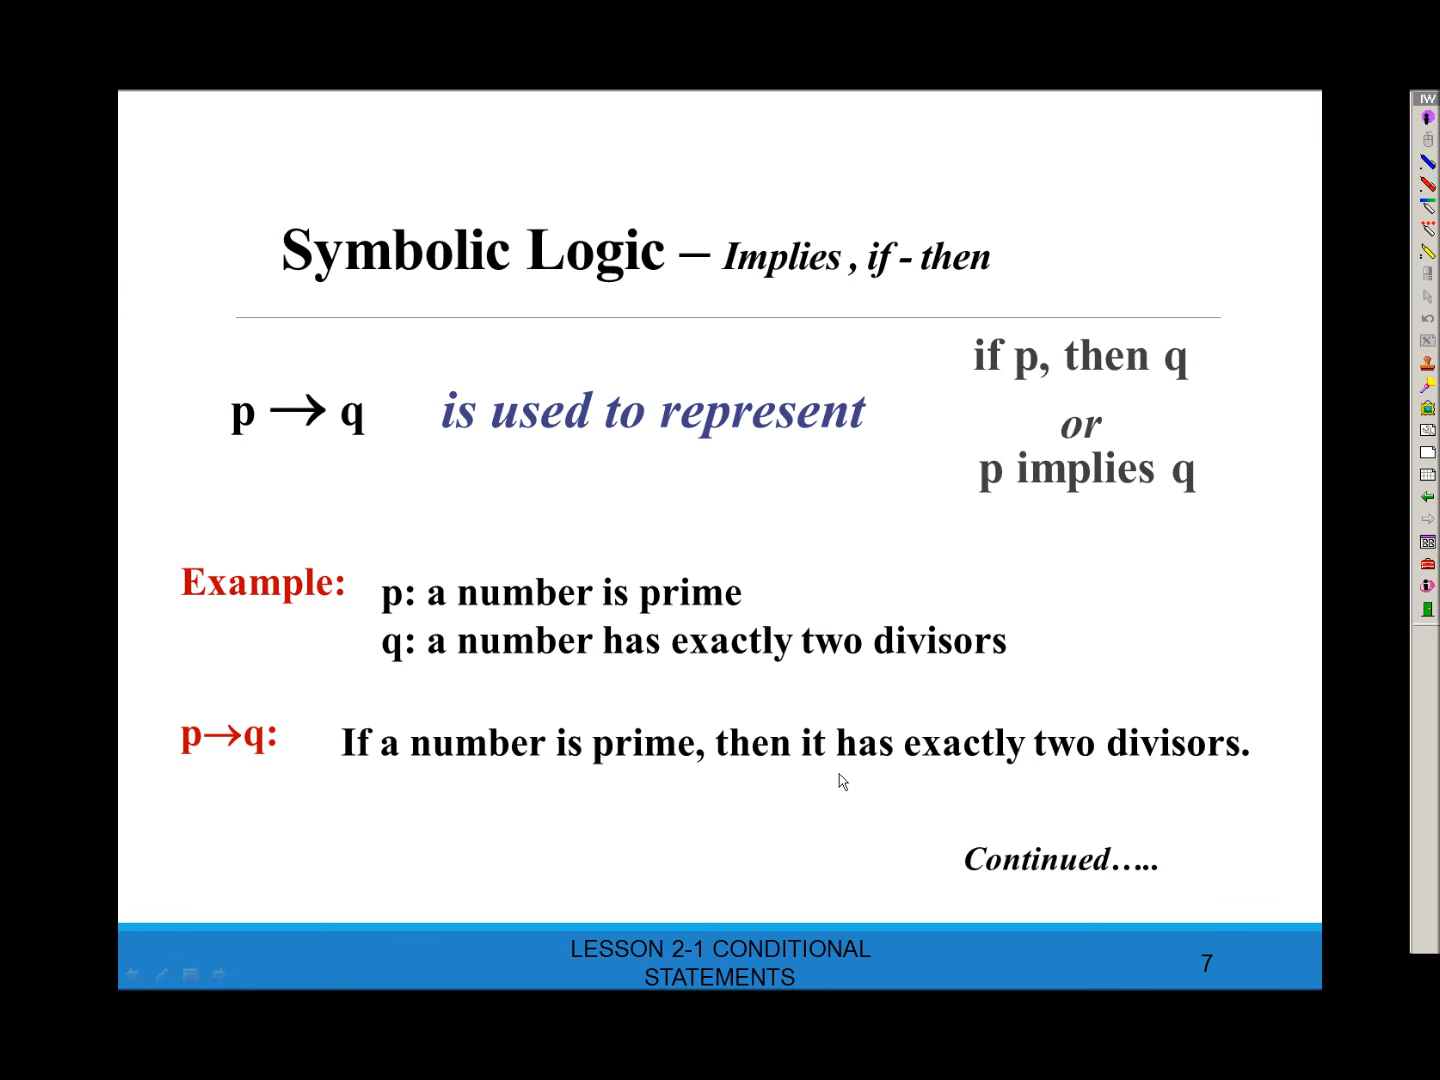 IW
Symbolic Logic – Implies , if - then
if p, then q
p → q is used to represent
or
p implies q
Example:
p: a number is prime
q: a number has exactly two divisors
p→q: If a number is prime, then it has exactly two divisors.
Continued…..
LESSON 2-1 CONDITIONAL
STATEMENTS
7